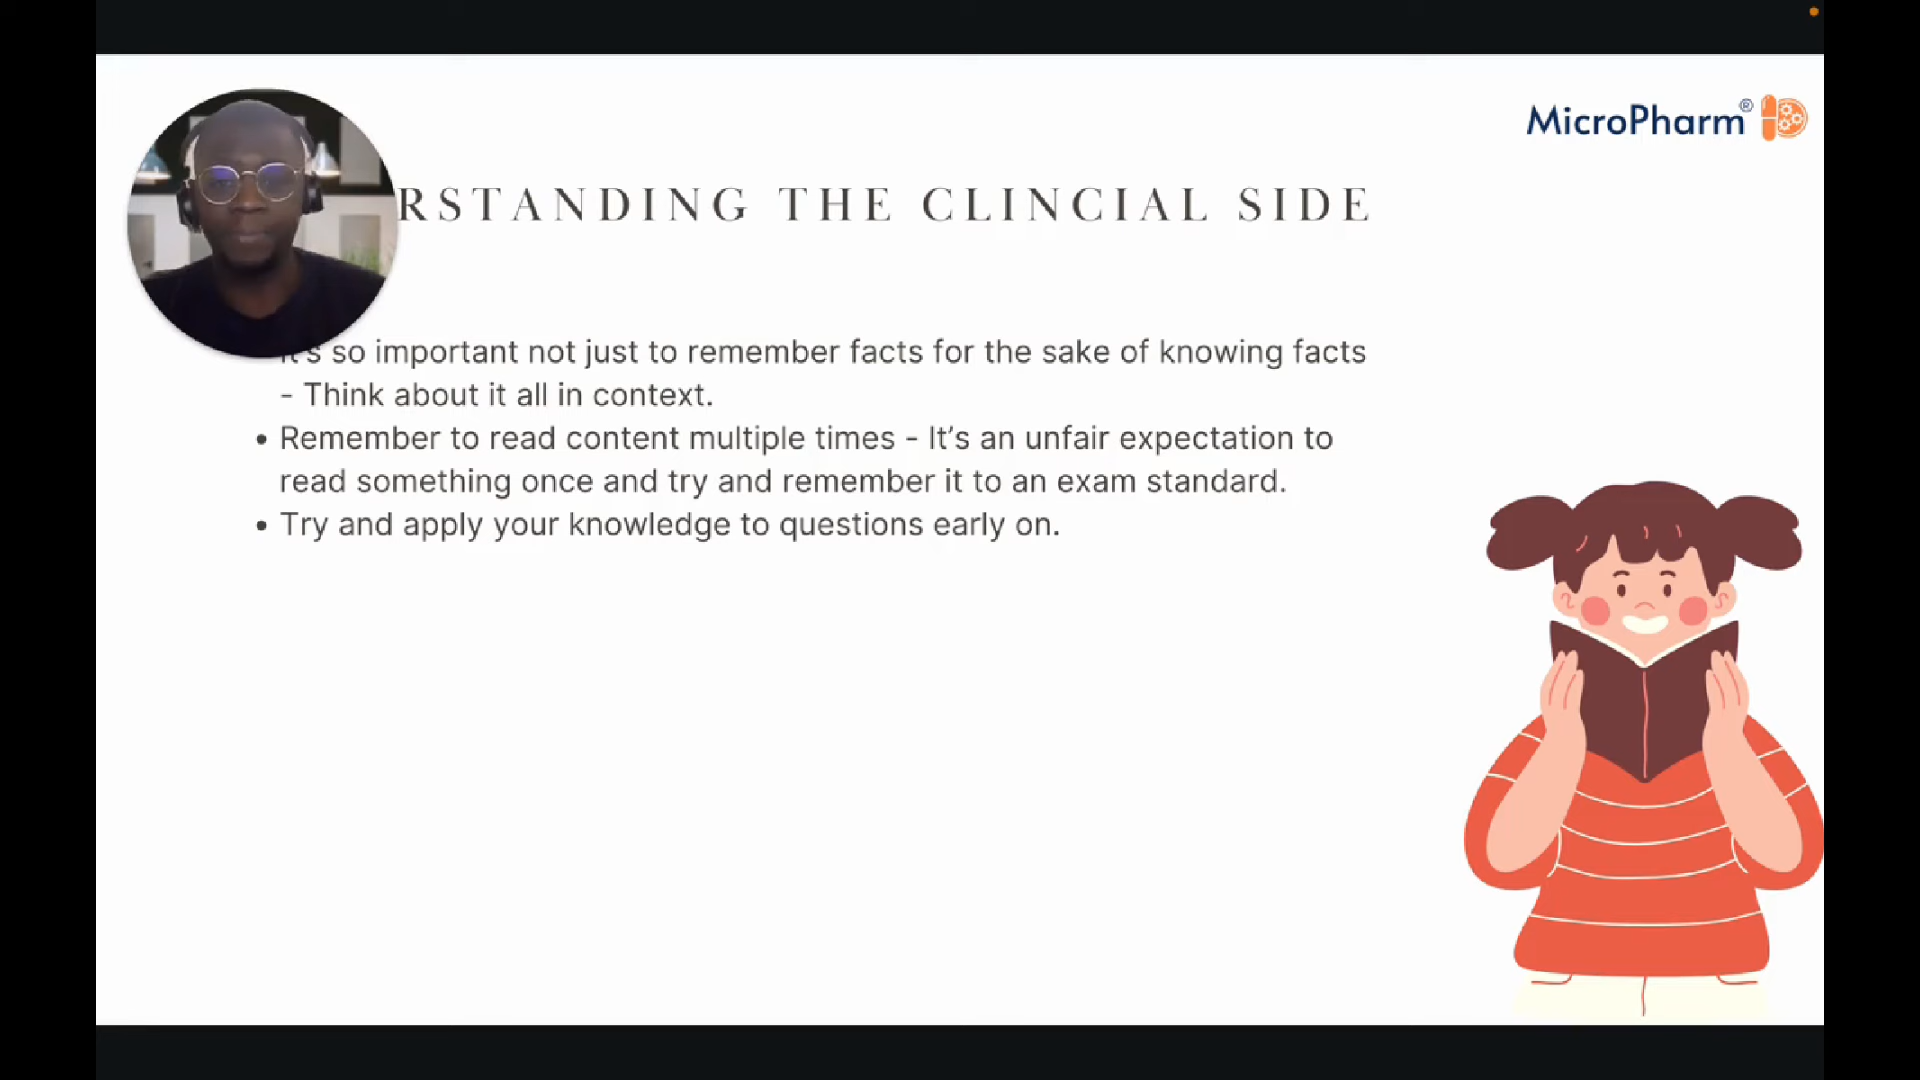 MicroPharm®
RSTANDING THE CLINCIAL SIDE
It's so important not just to remember facts for the sake of knowing facts
- Think about it all in context.
• Remember to read content multiple times - It's an unfair expectation to
read something once and try and remember it to an exam standard.
• Try and apply your knowledge to questions early on.